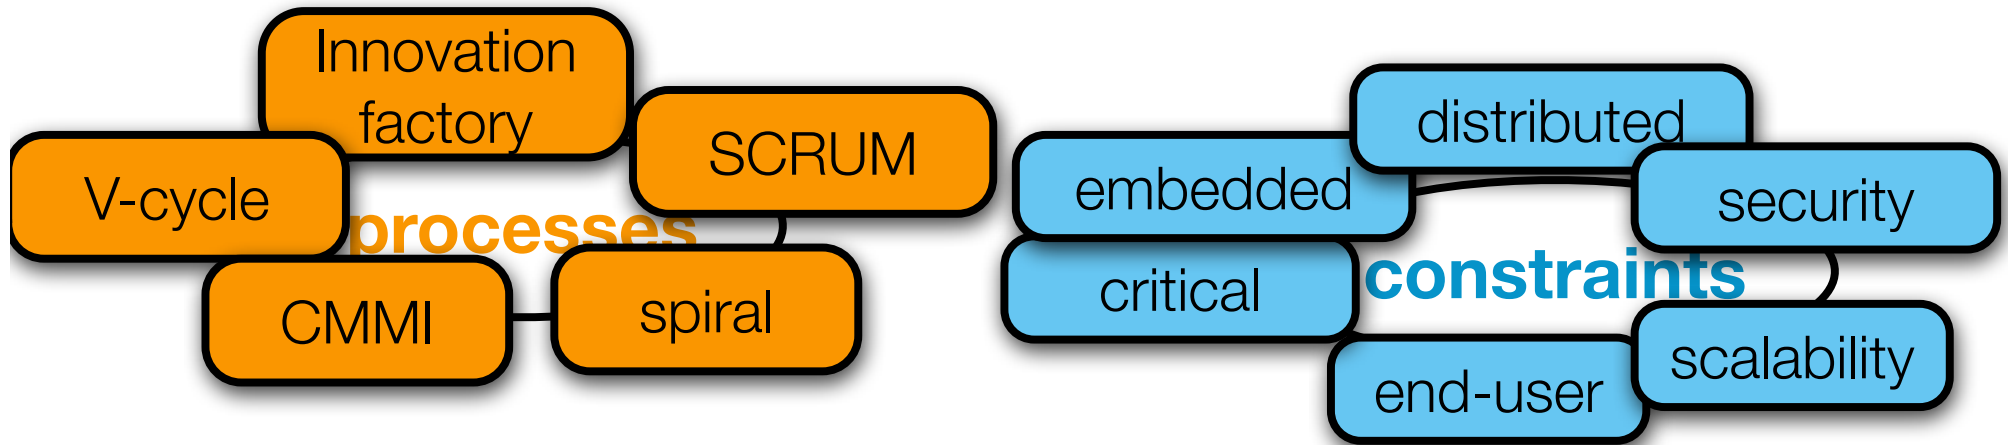 Innovation
factory
SCRUM
V-cycle
processes
CMMI
spiral
distributed
embedded
security
critical
constraints
scalability
end-user